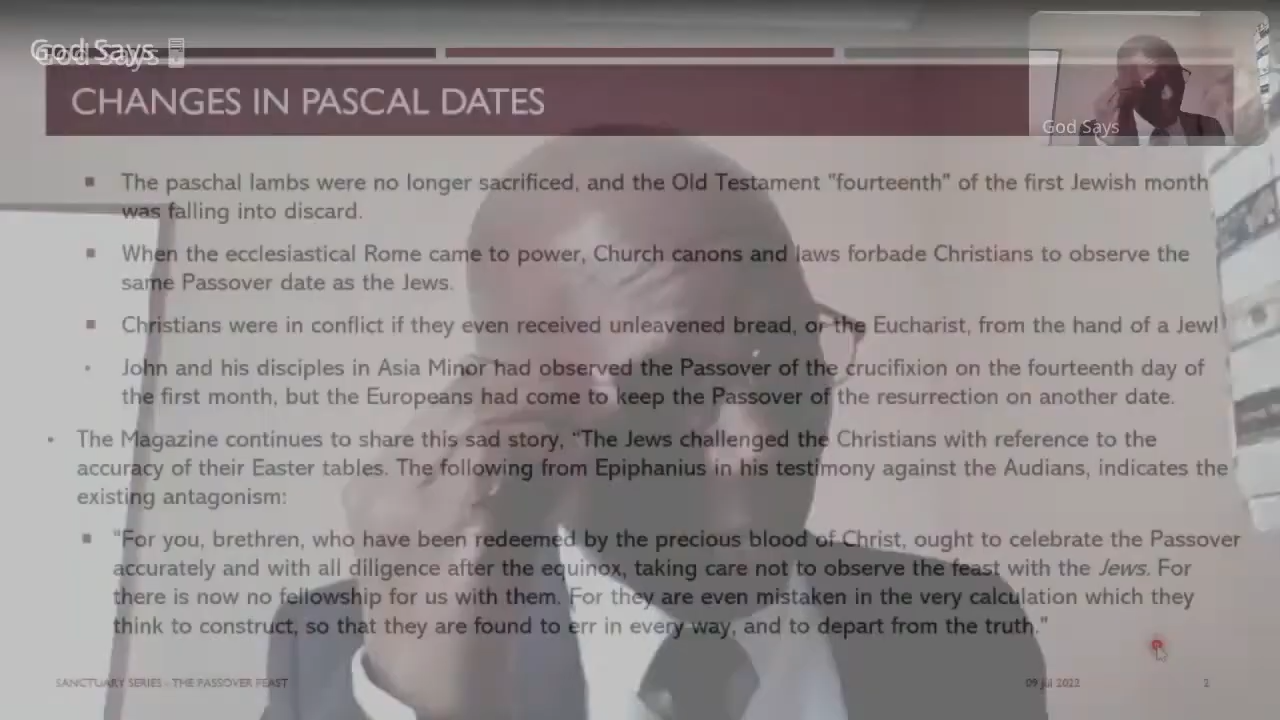 God Says
God Says
CHANGES IN PASCAL DATES
The paschal lambs were no longer sacrificed, and the Old Testament "fourteenth" of the first Jewish month
was falling into discard.
When the ecclesiastical Rome came to power, Church canons and laws forbade Christians to observe the
same Passover date as the Jews.
Christians were in conflict if they even received unleavened bread, or the Eucharist, from the hand of a Jew!
John and his disciples in Asia Minor had observed the Passover of the crucifixion on the fourteenth day of
the first month, but the Europeans had come to keep the Passover of the resurrection on another date.
The Magazine continues to share this sad story, “The Jews challenged the Christians with reference to the
accuracy of their Easter tables. The following from Epiphanius in his testimony against the Audians, indicates the
existing antagonism:
"For you, brethren, who have been redeemed by the precious blood of Christ, ought to celebrate the Passover
accurately and with all diligence after the equinox, taking care not to observe the feast with the Jews. For
there is now no fellowship for us with them. For they are even mistaken in the very calculation which they
think to construct, so that they are found to err in every way, and to depart from the truth."
SANCTUARY SERIES - THE PASSOVER FEAST
09 Jul 2022
2